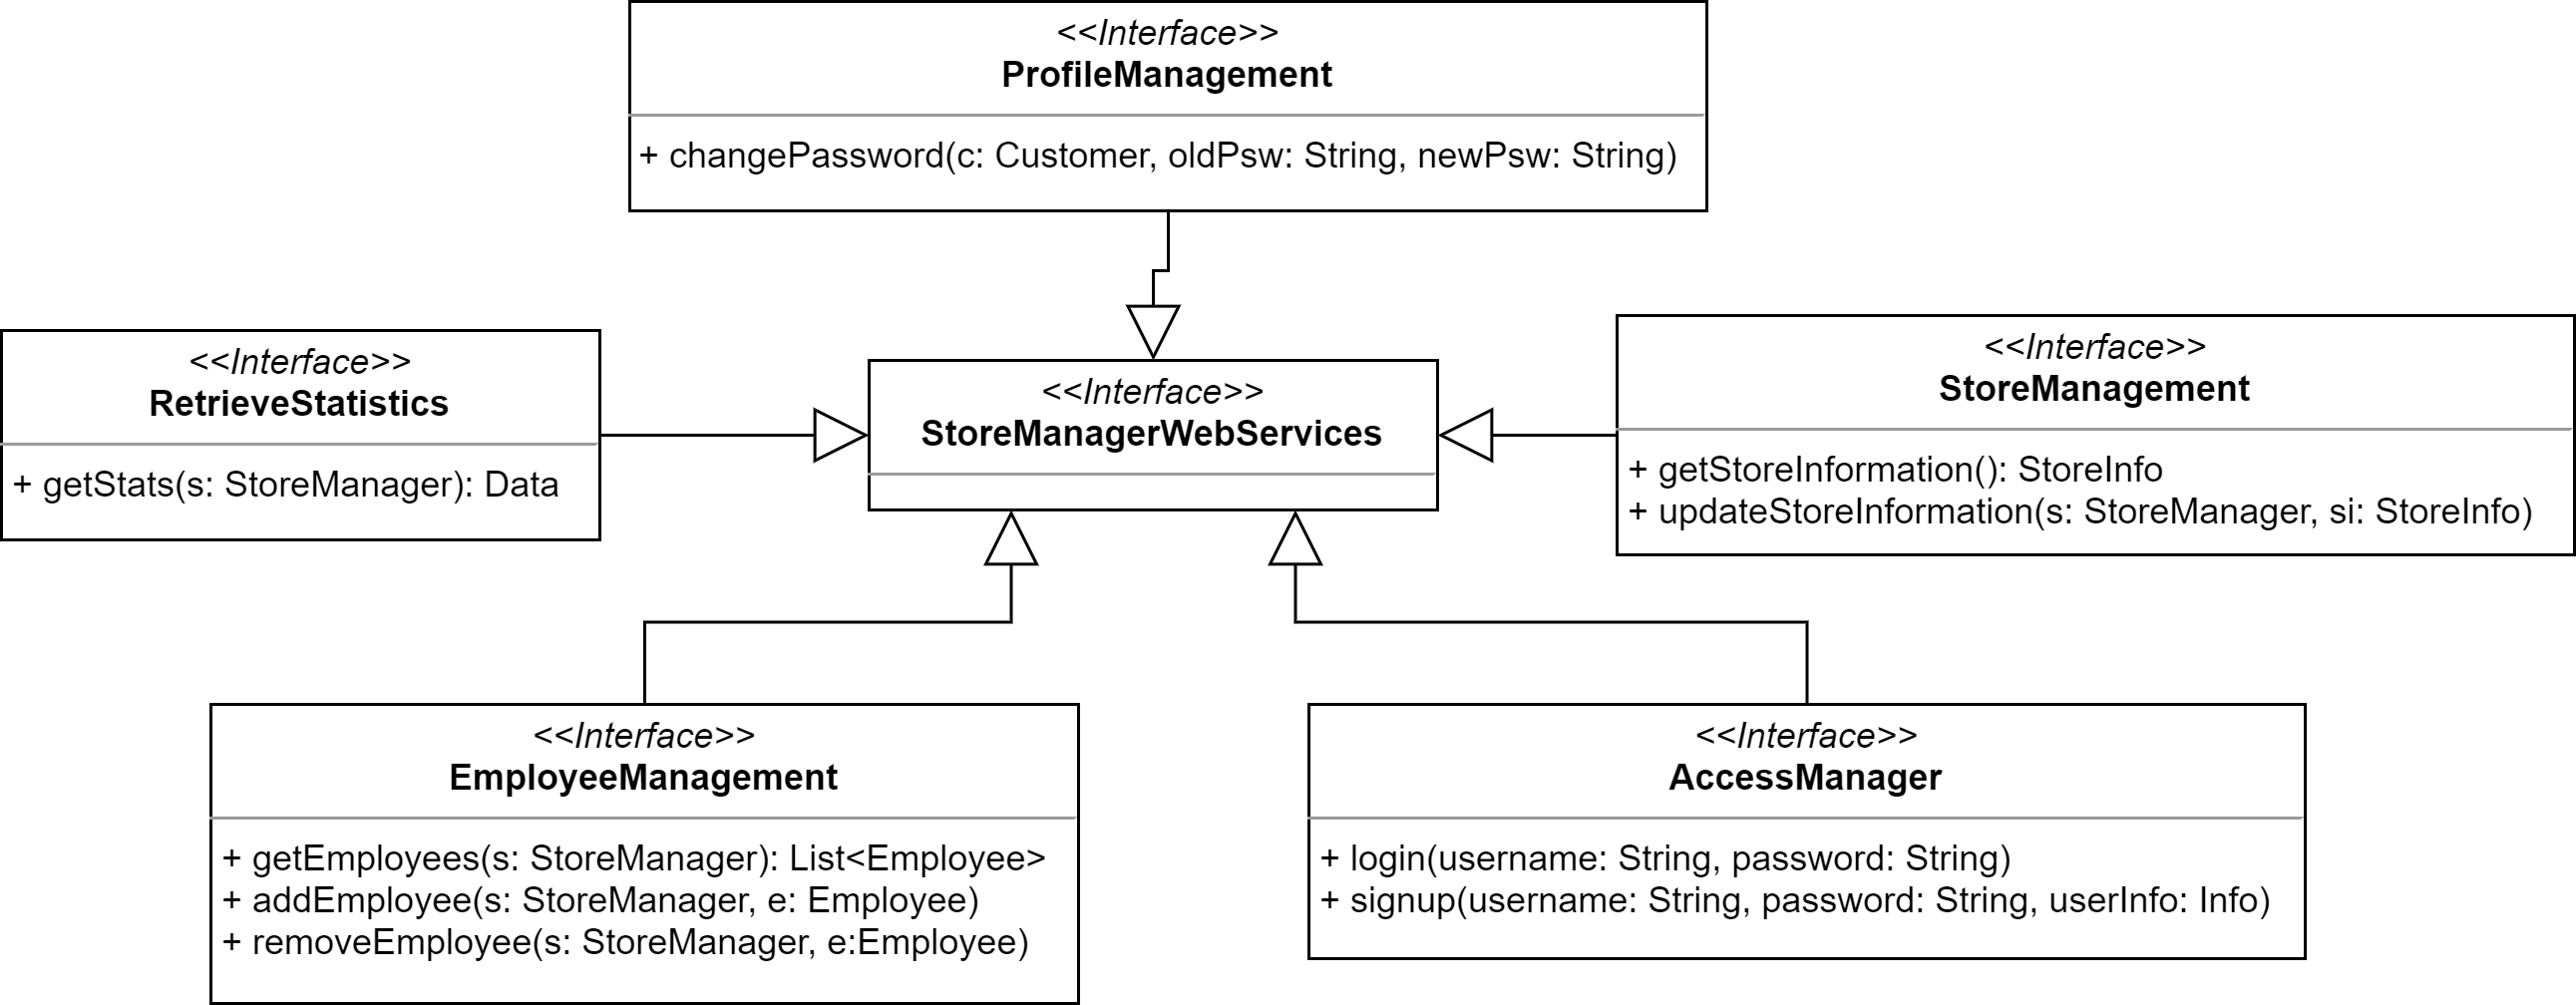 <<Interface>>
ProfileManagement
+ changePassword(c: Customer, oldPsw: String, newPsw: String)
<<Interface>>
RetrieveStatistics
+ getStats(s: StoreManager): Data
<<Interface>>
StoreManagerWebServices
<<Interface>>
StoreManagement
+ getStoreInformation(): StoreInfo
+ updateStoreInformation(s: StoreManager, si: StoreInfo)
<<Interface>>
EmployeeManagement
+ getEmployees(s: StoreManager): List<Employee>
+ addEmployee(s: StoreManager, e: Employee)
+ removeEmployee(s: StoreManager, e:Employee)
<<Interface>>
AccessManager
+ login(username: String, password: String)
+ signup(username: String, password: String, userInfo: Info)